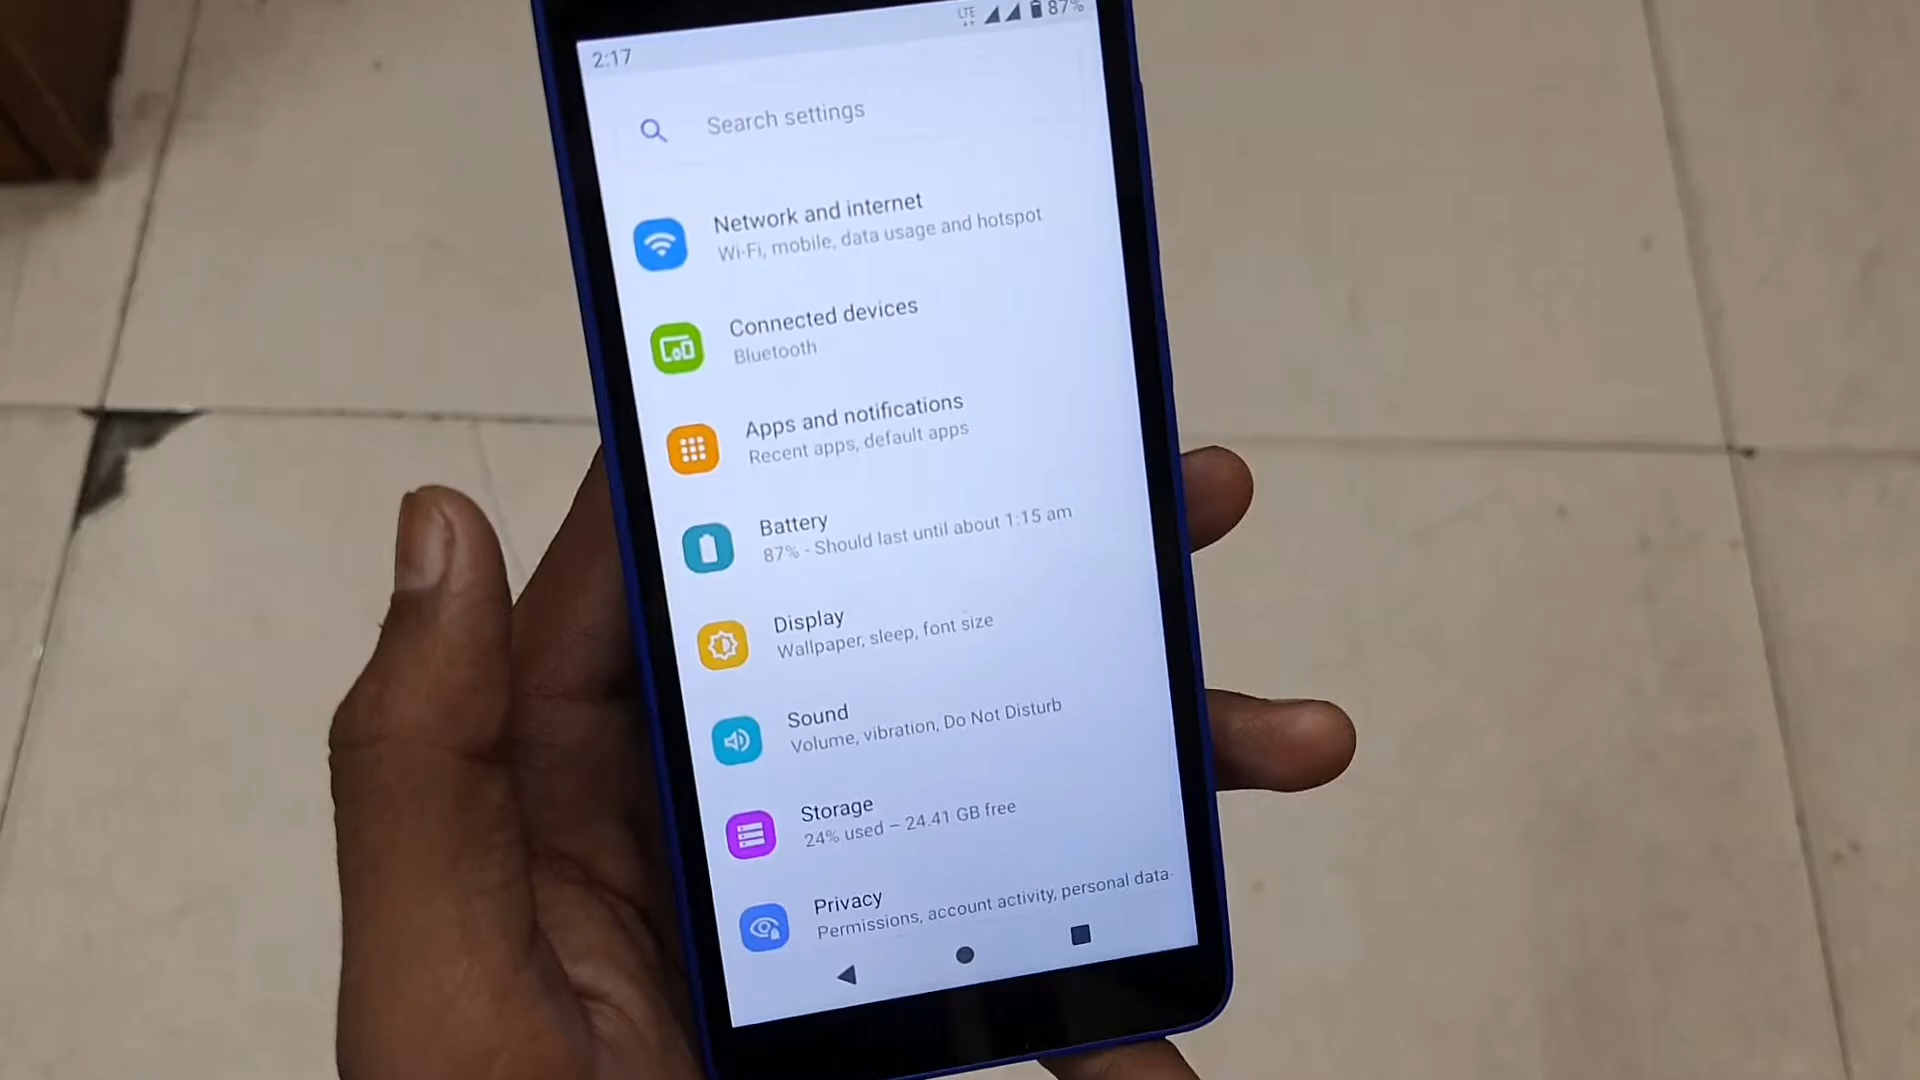 2:17 LTE 87%
Search settings
Network and internet
Wi-Fi, mobile, data usage and hotspot
Connected devices
Bluetooth
Apps and notifications
Recent apps, default apps
Battery
87% - Should last until about 1:15 am
Display
Wallpaper, sleep, font size
Sound
Volume, vibration, Do Not Disturb
Storage
24% used – 24.41 GB free
Privacy
Permissions, account activity, personal data